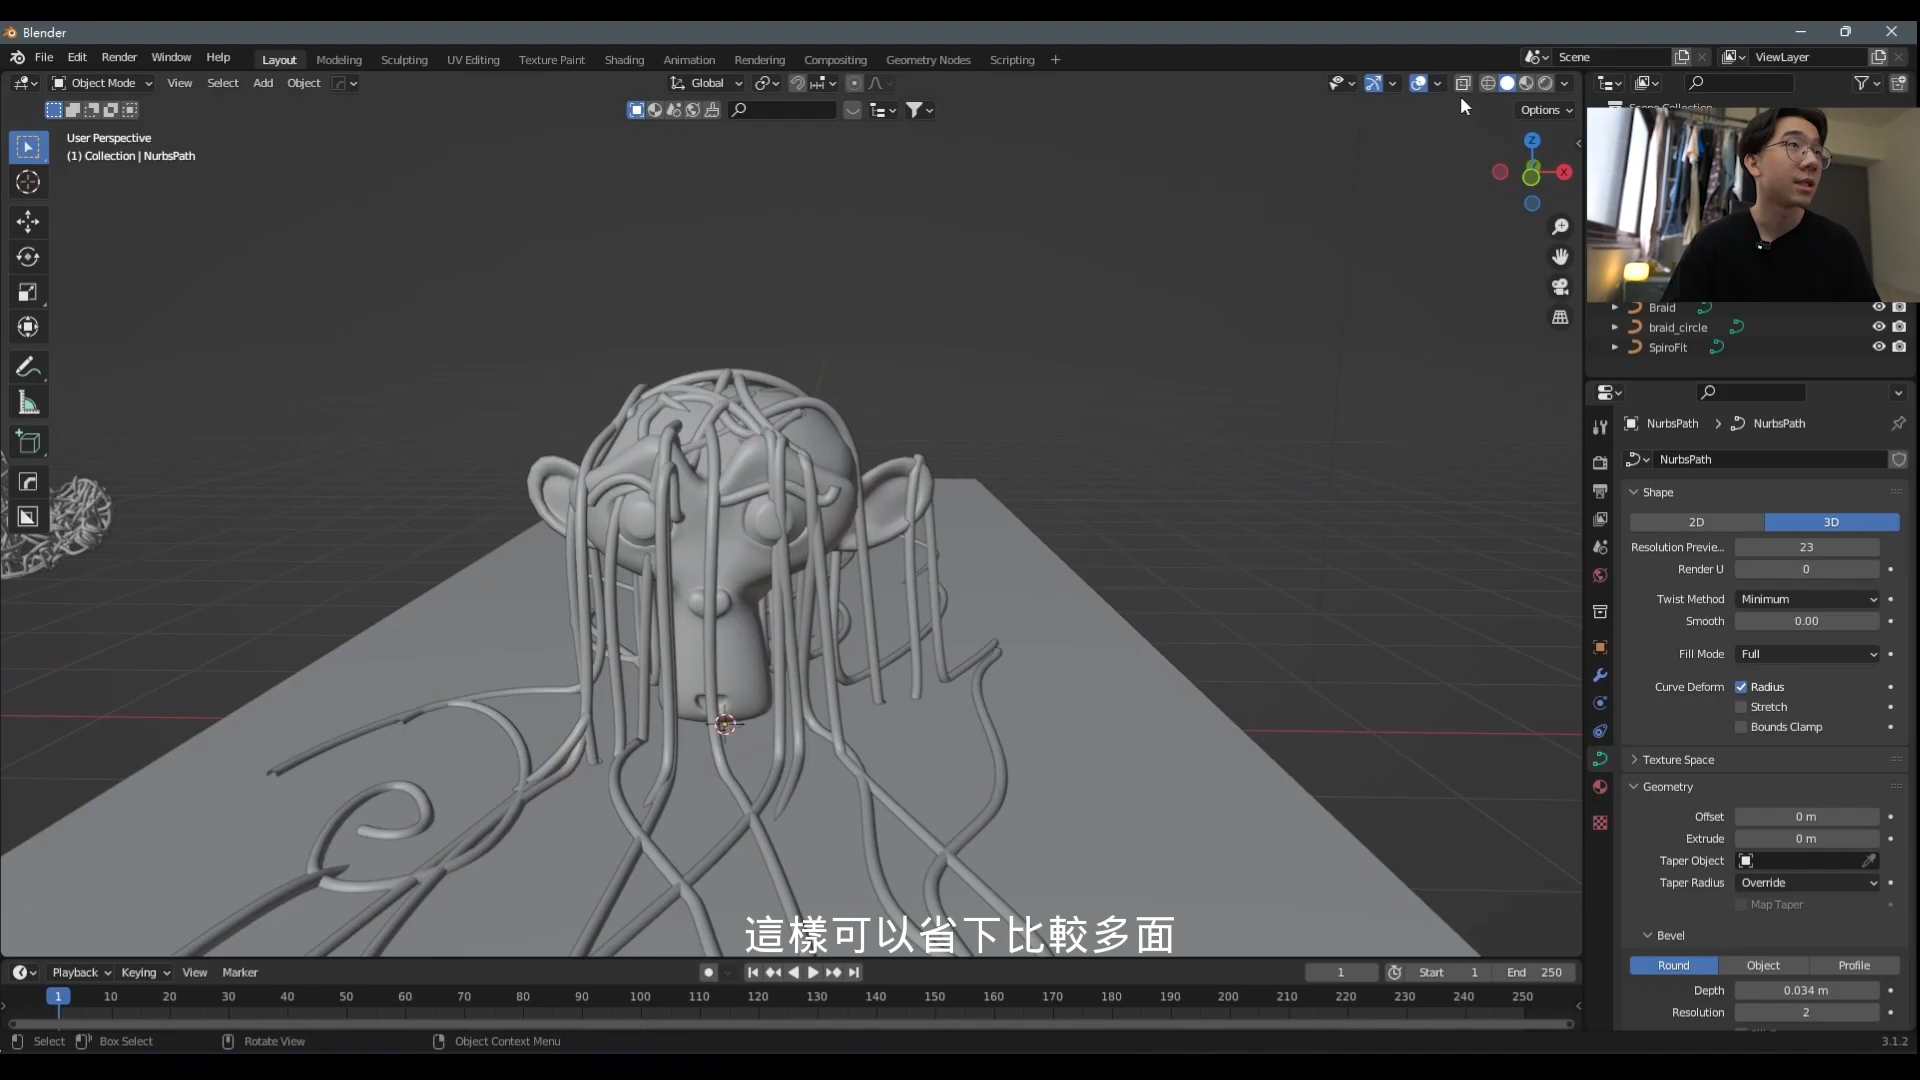 Blender
File Edit Render Window Help Layout Modeling Sculpting UV Editing Texture Paint Shading Animation Rendering Compositing Geometry Nodes Scripting + Scene ViewLayer
Object Mode View Select Add Object Global
Options
User Perspective
(1) Collection | NurbsPath
Z
X
Braid
braid_circle
SpiroFit
NurbsPath > NurbsPath
NurbsPath
Shape
2D 3D
Resolution Previe... 23
Render U 0
Twist Method Minimum
Smooth 0.00
Fill Mode Full
Curve Deform Radius
Stretch
Bounds Clamp
Texture Space
Geometry
Offset 0 m
Extrude 0 m
Taper Object
Taper Radius Override
Map Taper
Bevel
Round Object Profile
Depth 0.034 m
Resolution 2
這樣可以省下比較多面
Playback Keying View Marker 1 Start 1 End 250
1 10 20 30 40 50 60 70 80 90 100 110 120 130 140 150 160 170 180 190 200 210 220 230 240 250
Select Box Select Rotate View Object Context Menu 3.1.2